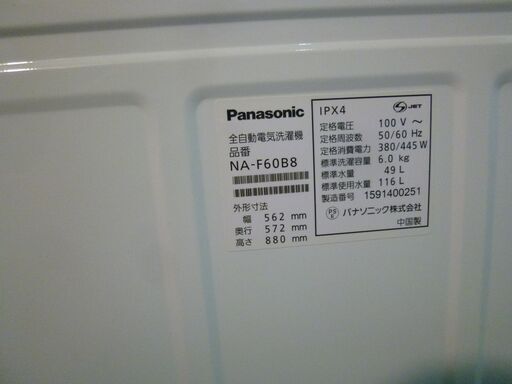 Panasonic
全自動電気洗濯機
品番
NA-F60B8
外形寸法
幅 562 mm
奥行 572 mm
高さ 880 mm
IPX4
JET
定格電圧 100 V ～
定格周波数 50/60 Hz
定格消費電力 380/445 W
標準洗濯容量 6.0 kg
標準水量 49 L
標準使用水量 116 L
製造番号 1591400251
PS E パナソニック株式会社
中国製